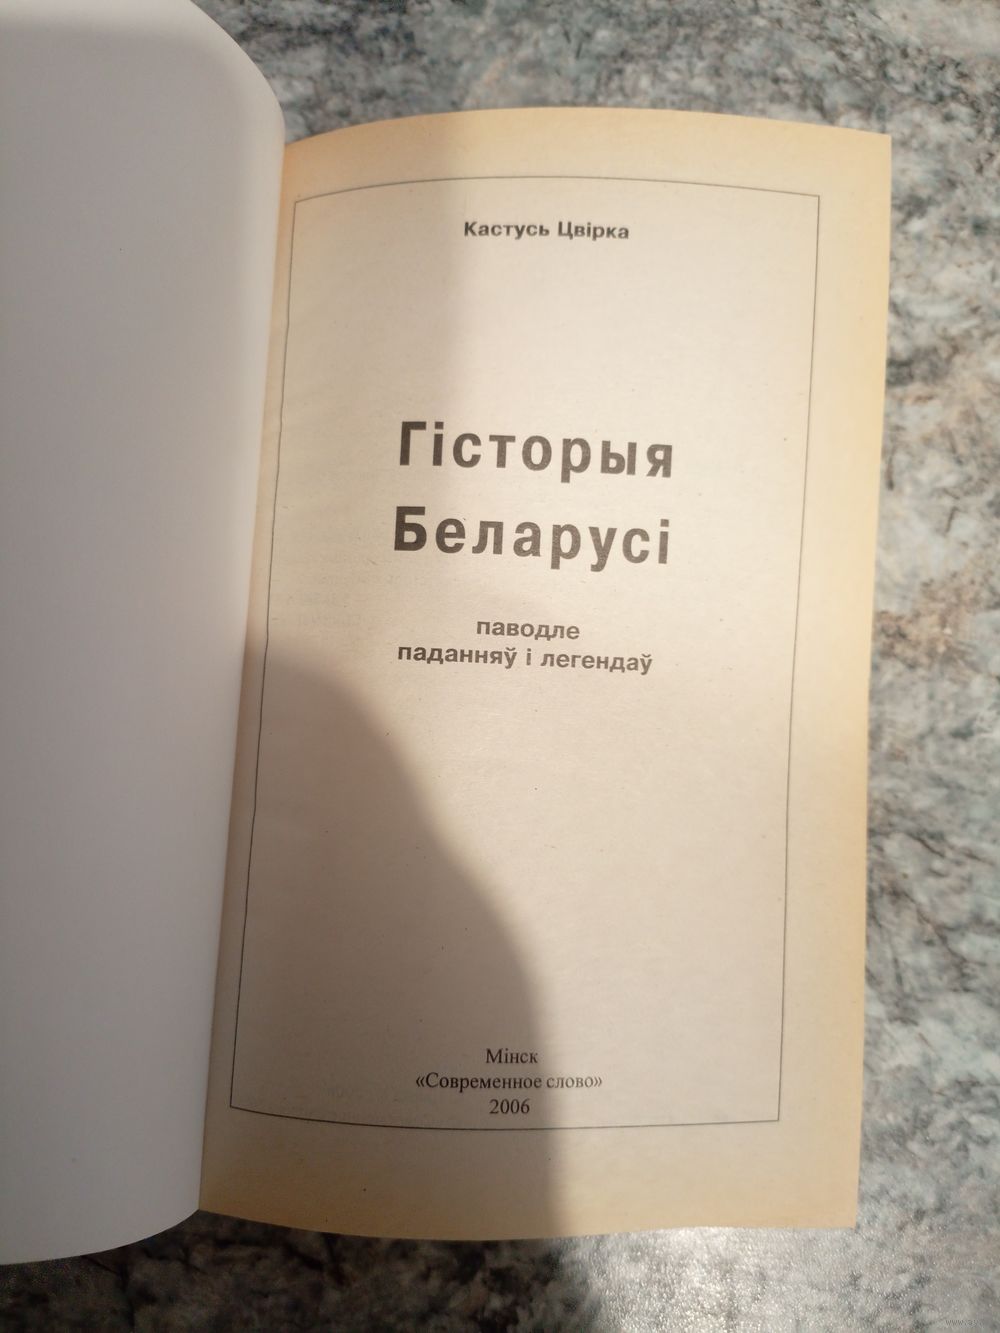 Кастусь Цвірка
Гісторыя
Беларусі
паводле
паданняў і легендаў
Мінск
«Современное слово»
2006